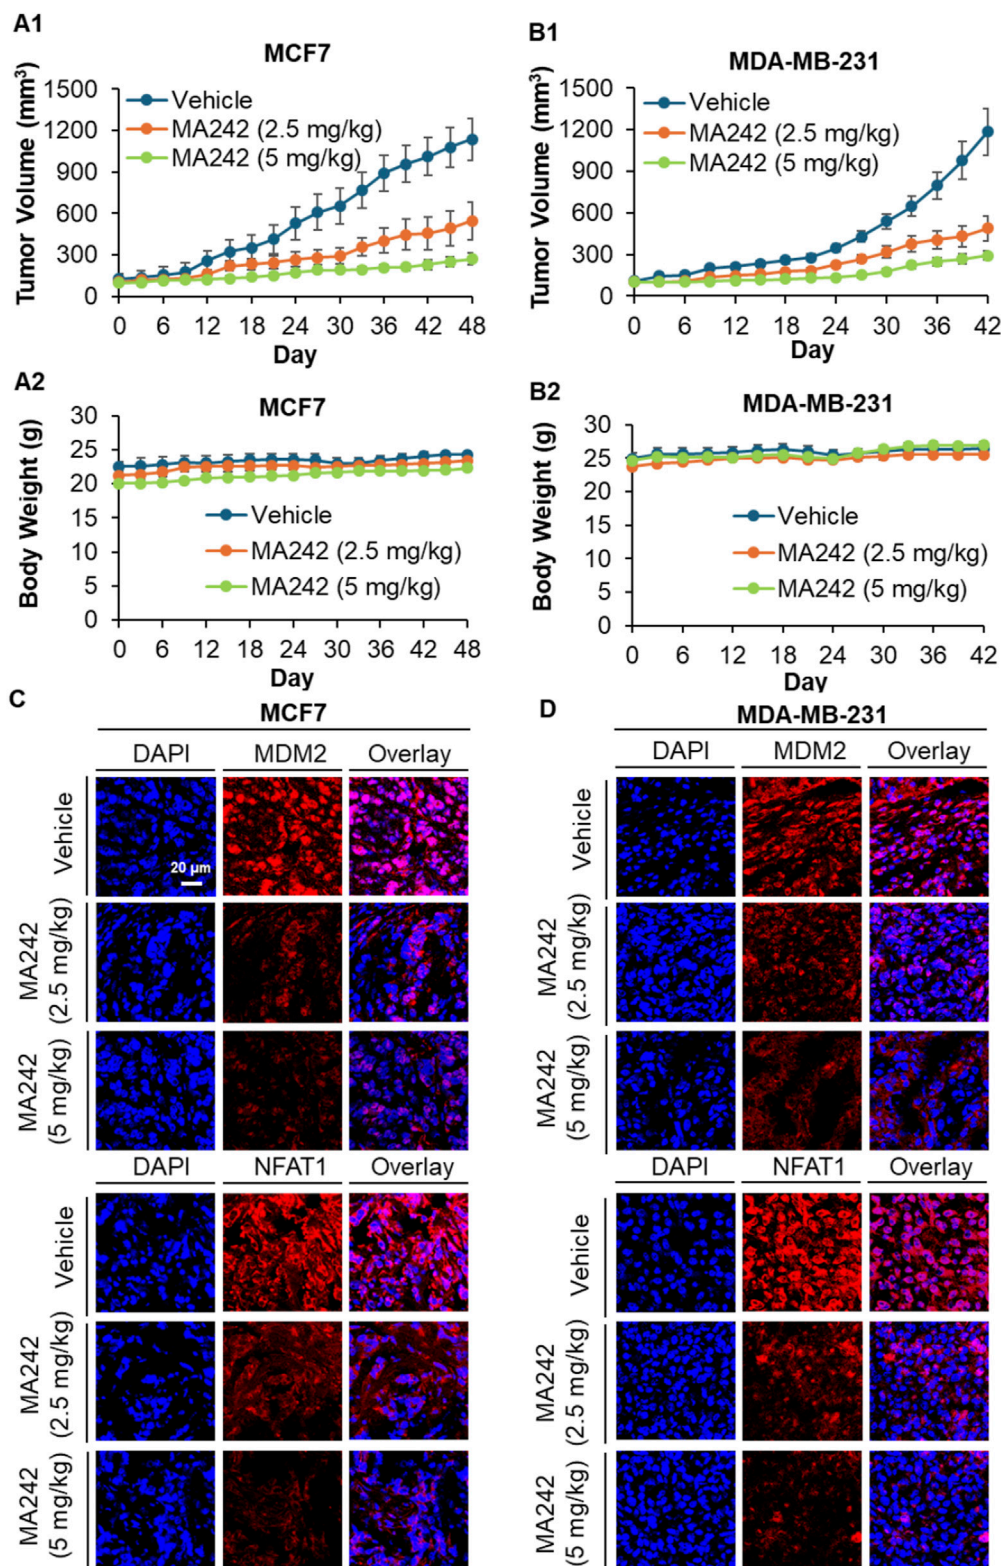 A1
MCF7
Tumor Volume (mm³)
1500
1200
900
600
300
0
Vehicle
MA242 (2.5 mg/kg)
MA242 (5 mg/kg)
0 6 12 18 24 30 36 42 48
Day
B1
MDA-MB-231
Tumor Volume (mm³)
1500
1200
900
600
300
0
Vehicle
MA242 (2.5 mg/kg)
MA242 (5 mg/kg)
0 6 12 18 24 30 36 42
Day
A2
MCF7
Body Weight (g)
30
25
20
15
10
5
0
Vehicle
MA242 (2.5 mg/kg)
MA242 (5 mg/kg)
0 6 12 18 24 30 36 42 48
Day
B2
MDA-MB-231
Body Weight (g)
30
25
20
15
10
5
0
Vehicle
MA242 (2.5 mg/kg)
MA242 (5 mg/kg)
0 6 12 18 24 30 36 42
Day
C
MCF7
DAPI MDM2 Overlay
Vehicle
20 µm
MA242
(2.5 mg/kg)
MA242
(5 mg/kg)
DAPI NFAT1 Overlay
Vehicle
MA242
(2.5 mg/kg)
MA242
(5 mg/kg)
D
MDA-MB-231
DAPI MDM2 Overlay
Vehicle
MA242
(2.5 mg/kg)
MA242
(5 mg/kg)
DAPI NFAT1 Overlay
Vehicle
MA242
(2.5 mg/kg)
MA242
(5 mg/kg)